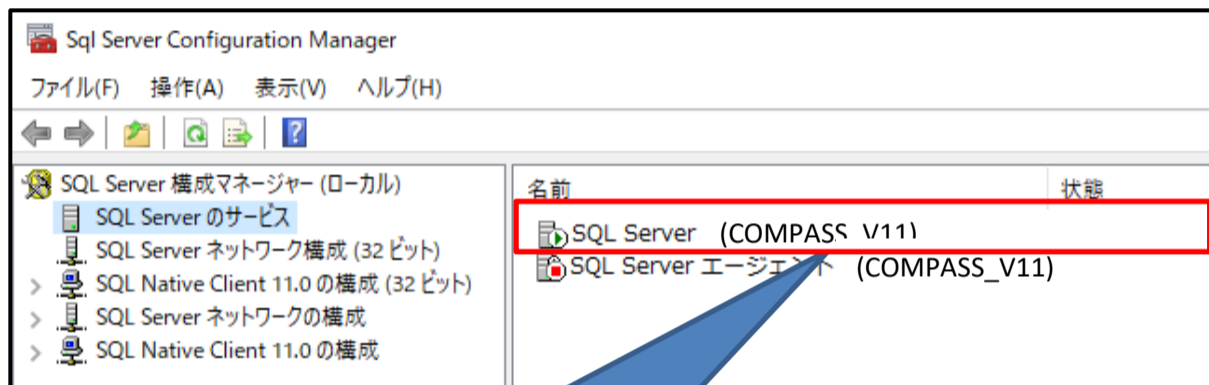 Sql Server Configuration Manager
ファイル(F) 操作(A) 表示(V) ヘルプ(H)
SQL Server 構成マネージャー (ローカル)
SQL Server のサービス
SQL Server ネットワーク構成 (32 ビット)
SQL Native Client 11.0 の構成 (32 ビット)
SQL Server ネットワークの構成
SQL Native Client 11.0 の構成
名前 状態
SQL Server (COMPASS_V11)
SQL Server エージェント (COMPASS_V11)